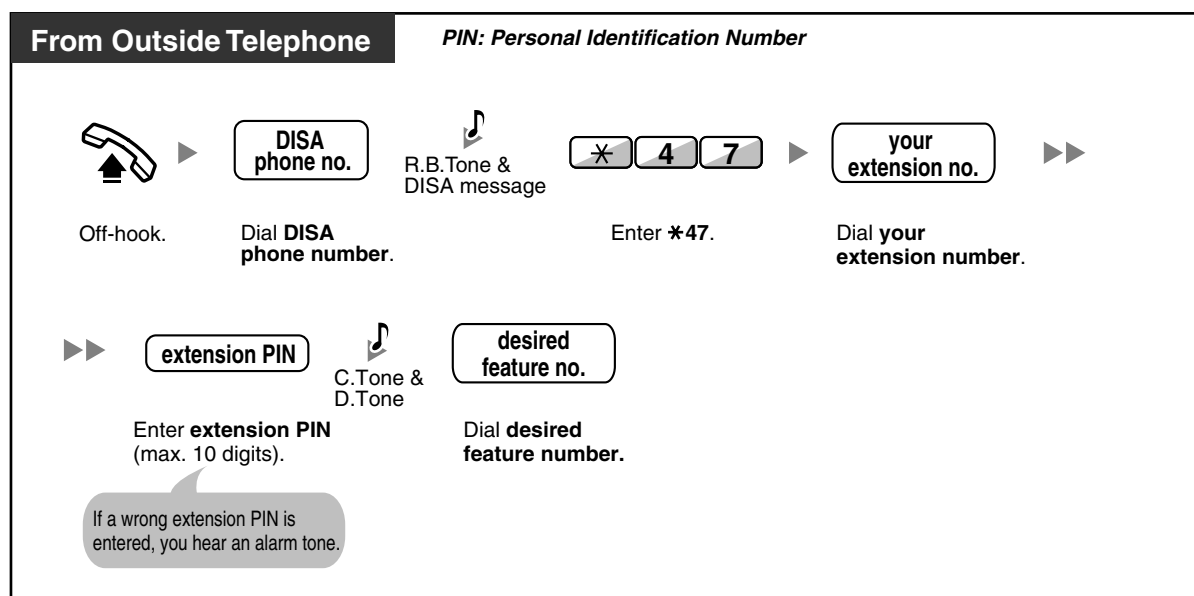 From Outside Telephone
PIN: Personal Identification Number
DISA
phone no.
R.B.Tone &
DISA message
* 4 7
your
extension no.
Off-hook.
Dial DISA
phone number.
Enter *47.
Dial your
extension number.
extension PIN
C.Tone &
D.Tone
desired
feature no.
Enter extension PIN
(max. 10 digits).
Dial desired
feature number.
If a wrong extension PIN is
entered, you hear an alarm tone.